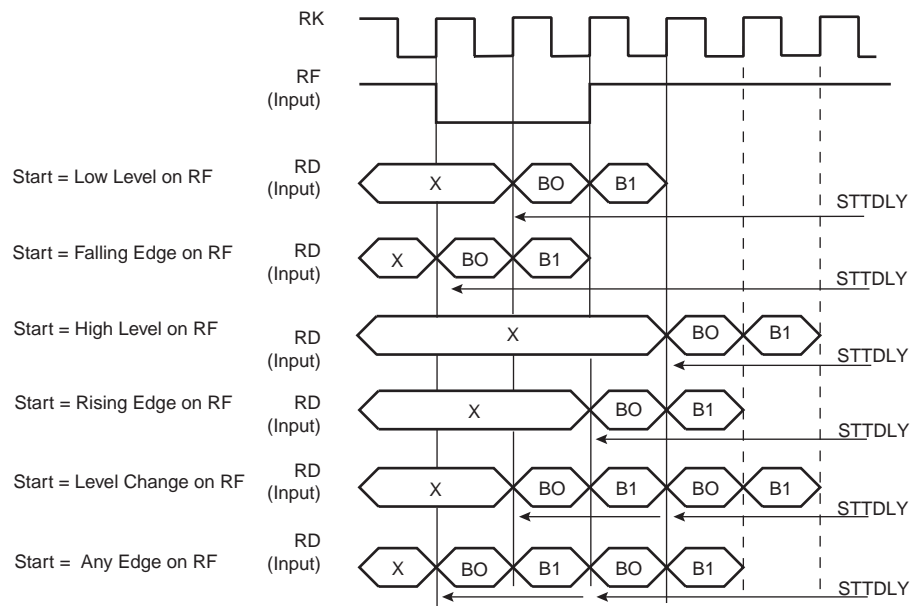 RK
RF
(Input)
Start = Low Level on RF
RD
(Input)
X
BO
B1
STTDLY
Start = Falling Edge on RF
RD
(Input)
X
BO
B1
STTDLY
Start = High Level on RF
RD
(Input)
X
BO
B1
STTDLY
Start = Rising Edge on RF
RD
(Input)
X
BO
B1
STTDLY
Start = Level Change on RF
RD
(Input)
X
BO
B1
BO
B1
STTDLY
Start = Any Edge on RF
RD
(Input)
X
BO
B1
BO
B1
STTDLY